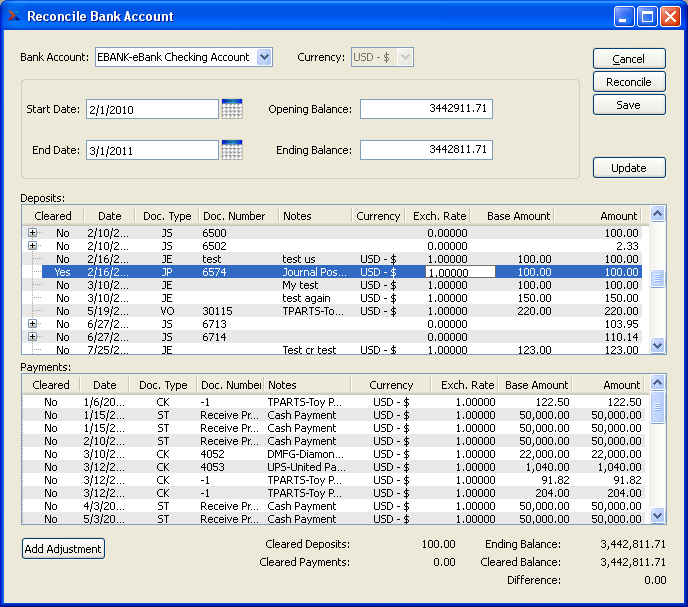 Reconcile Bank Account
Bank Account: EBANK-eBank Checking Account Currency: USD - $ Cancel
Reconcile
Start Date: 2/1/2010 Opening Balance: 3442911.71 Save
End Date: 3/1/2011 Ending Balance: 3442811.71
Update
Deposits:
Cleared Date Doc. Type Doc. Number Notes Currency Exch. Rate Base Amount Amount
No 2/10/2... JS 6500 0.00000 100.00
No 2/10/2... JS 6502 0.00000 2.33
No 2/16/2... JE test test us USD - $ 1.00000 100.00 100.00
Yes 2/16/2... JP 6574 Journal Pos... USD - $ 1.00000 100.00 100.00
No 3/10/2... JE My test USD - $ 1.00000 100.00 100.00
No 3/10/2... JE test again USD - $ 1.00000 150.00 150.00
No 5/19/2... VO 30115 TPARTS-To... USD - $ 1.00000 220.00 220.00
No 6/27/2... JS 6713 0.00000 103.95
No 6/27/2... JS 6714 0.00000 110.14
No 7/25/2... JE Test cr test USD - $ 1.00000 123.00 123.00
Payments:
Cleared Date Doc. Type Doc. Number Notes Currency Exch. Rate Base Amount Amount
No 1/6/20... CK -1 TPARTS-Toy P... USD - $ 1.00000 122.50 122.50
No 1/15/2... ST Receive Pr... Cash Payment USD - $ 1.00000 50,000.00 50,000.00
No 1/15/2... ST Receive Pr... Cash Payment USD - $ 1.00000 50,000.00 50,000.00
No 2/10/2... ST Receive Pr... Cash Payment USD - $ 1.00000 50,000.00 50,000.00
No 3/10/2... CK 4052 DMFG-Diamon... USD - $ 1.00000 22,000.00 22,000.00
No 3/12/2... CK 4053 UPS-United Pa... USD - $ 1.00000 1,040.00 1,040.00
No 3/12/2... CK -1 TPARTS-Toy P... USD - $ 1.00000 91.82 91.82
No 3/12/2... CK -1 TPARTS-Toy P... USD - $ 1.00000 204.00 204.00
No 4/3/20... ST Receive Pr... Cash Payment USD - $ 1.00000 50,000.00 50,000.00
No 5/3/20... ST Receive Pr... Cash Payment USD - $ 1.00000 50,000.00 50,000.00
Add Adjustment Cleared Deposits: 100.00 Ending Balance: 3,442,811.71
Cleared Payments: 0.00 Cleared Balance: 3,442,811.71
Difference: 0.00